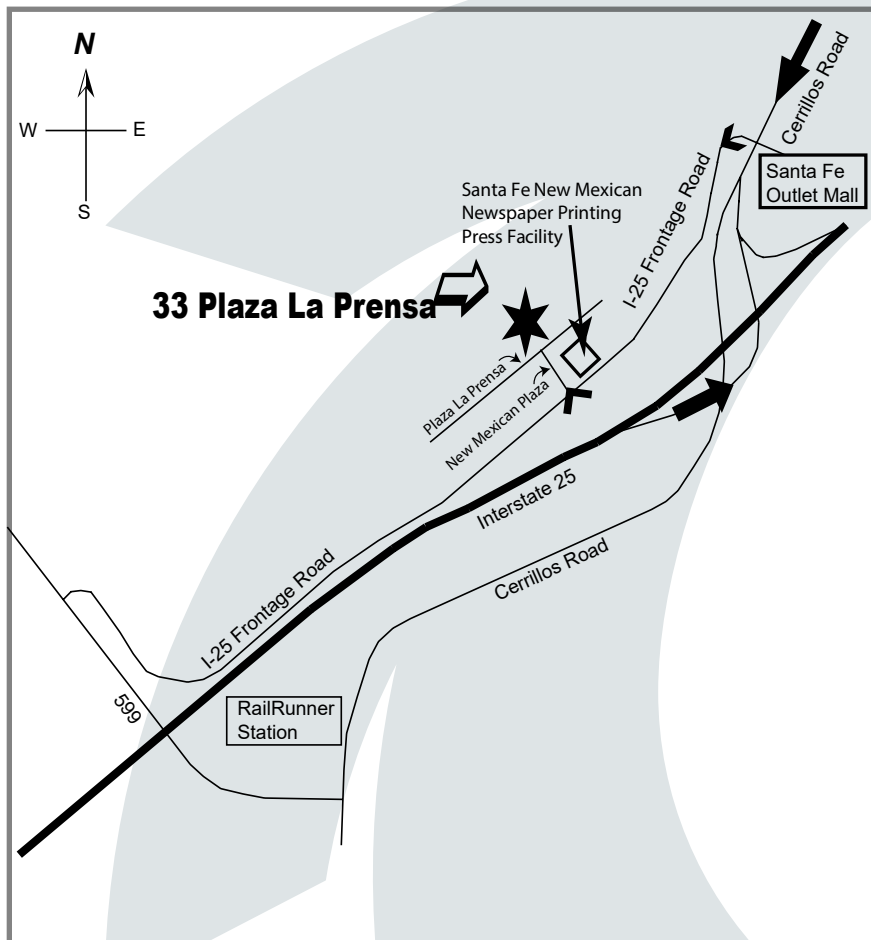 N
W
E
S
Cerrillos Road
Santa Fe
Outlet Mall
I-25 Frontage Road
Santa Fe New Mexican
Newspaper Printing
Press Facility
33 Plaza La Prensa
Plaza La Prensa
New Mexican Plaza
Interstate 25
Cerrillos Road
I-25 Frontage Road
599
RailRunner
Station